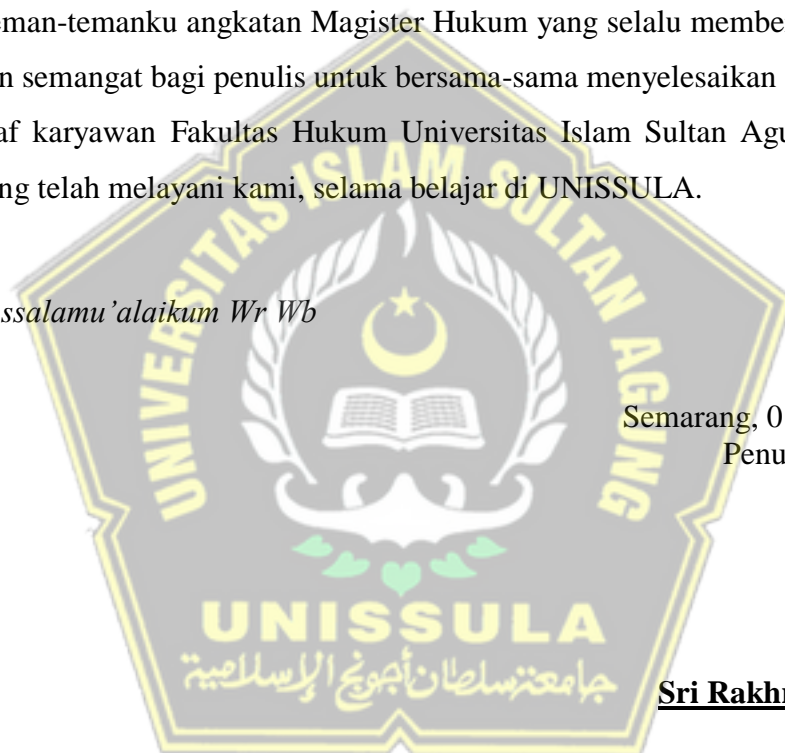 eman-temanku angkatan Magister Hukum yang selalu member
n semangat bagi penulis untuk bersama-sama menyelesaikan
af karyawan Fakultas Hukum Universitas Islam Sultan Agu
ng telah melayani kami, selama belajar di UNISSULA.
ssalamu’alaikum Wr Wb
Semarang, 0
Penu
Sri Rakhr
UNIVERSITAS ISLAM SULTAN AGUNG
UNISSULA
جامعة سلطان أجونج الإسلامية